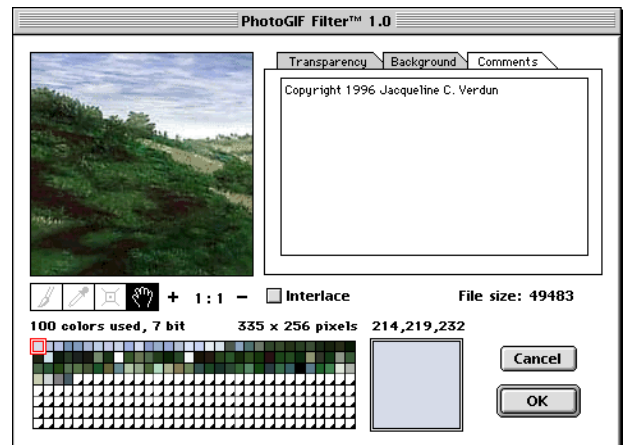 PhotoGIF Filter™ 1.0
Transparency Background Comments
Copyright 1996 Jacqueline C. Verdun
+ 1:1 − Interlace File size: 49483
100 colors used, 7 bit 335 x 256 pixels 214,219,232
Cancel
OK